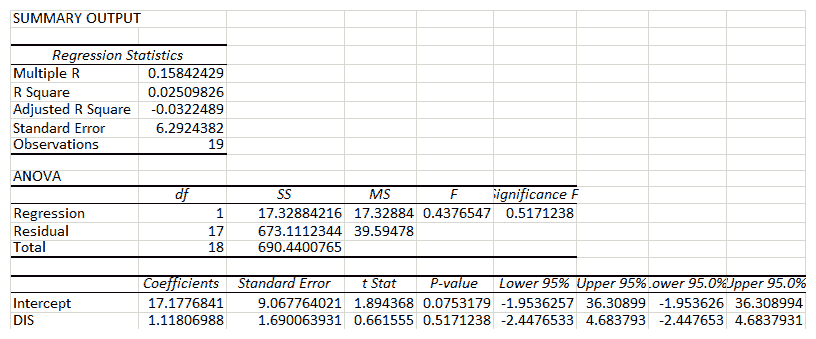 SUMMARY OUTPUT
Regression Statistics
Multiple R 0.15842429
R Square 0.02509826
Adjusted R Square -0.0322489
Standard Error 6.2924382
Observations 19
ANOVA
df SS MS F ignificance F
Regression 1 17.32884216 17.32884 0.4376547 0.5171238
Residual 17 673.1112344 39.59478
Total 18 690.4400765
Coefficients Standard Error t Stat P-value Lower 95% Upper 95% ower 95.0% Upper 95.0%
Intercept 17.1776841 9.067764021 1.894368 0.0753179 -1.9536257 36.30899 -1.953626 36.308994
DIS 1.11806988 1.690063931 0.661555 0.5171238 -2.4476533 4.683793 -2.447653 4.6837931